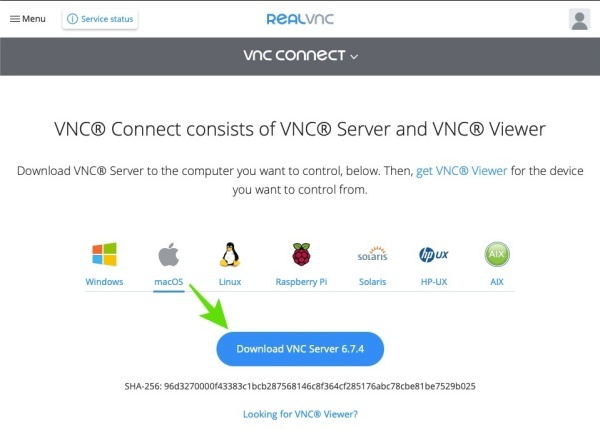 Menu
Service status
REALVNC
VNC CONNECT
VNC® Connect consists of VNC® Server and VNC® Viewer
Download VNC® Server to the computer you want to control, below. Then, get VNC® Viewer for the device
you want to control from.
solaris
hp UX
AIX
Windows
macOS
Linux
Raspberry Pi
Solaris
HP-UX
AIX
Download VNC Server 6.7.4
SHA-256: 96d3270000f43383c1bcb287568146c8f364cf285176abc78cbe81be7529b025
Looking for VNC® Viewer?